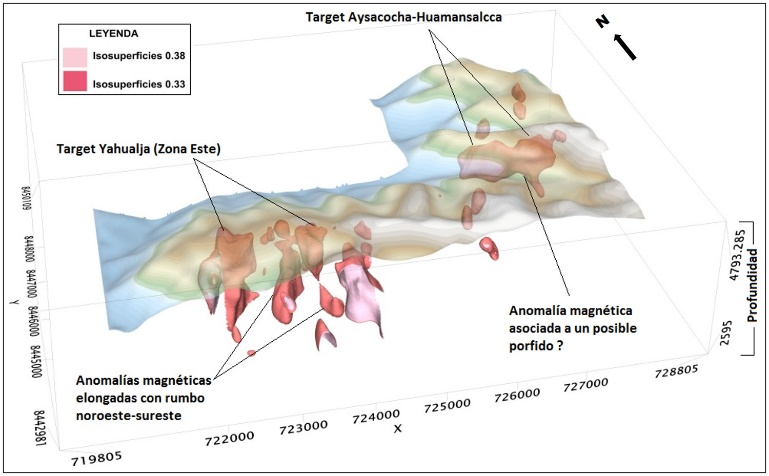 Target Aysacocha-Huamansalcca
N
LEYENDA
Isosuperficies 0.38
Isosuperficies 0.33
Target Yahualja (Zona Este)
8450109
8448000
8447000
Y
8446000
8445000
8442981
4793.285
Profundidad
2595
Anomalía magnética
asociada a un posible
porfido ?
Anomalías magnéticas
elongadas con rumbo
noroeste-sureste
719805
722000
723000
724000
X
725000
726000
727000
728805